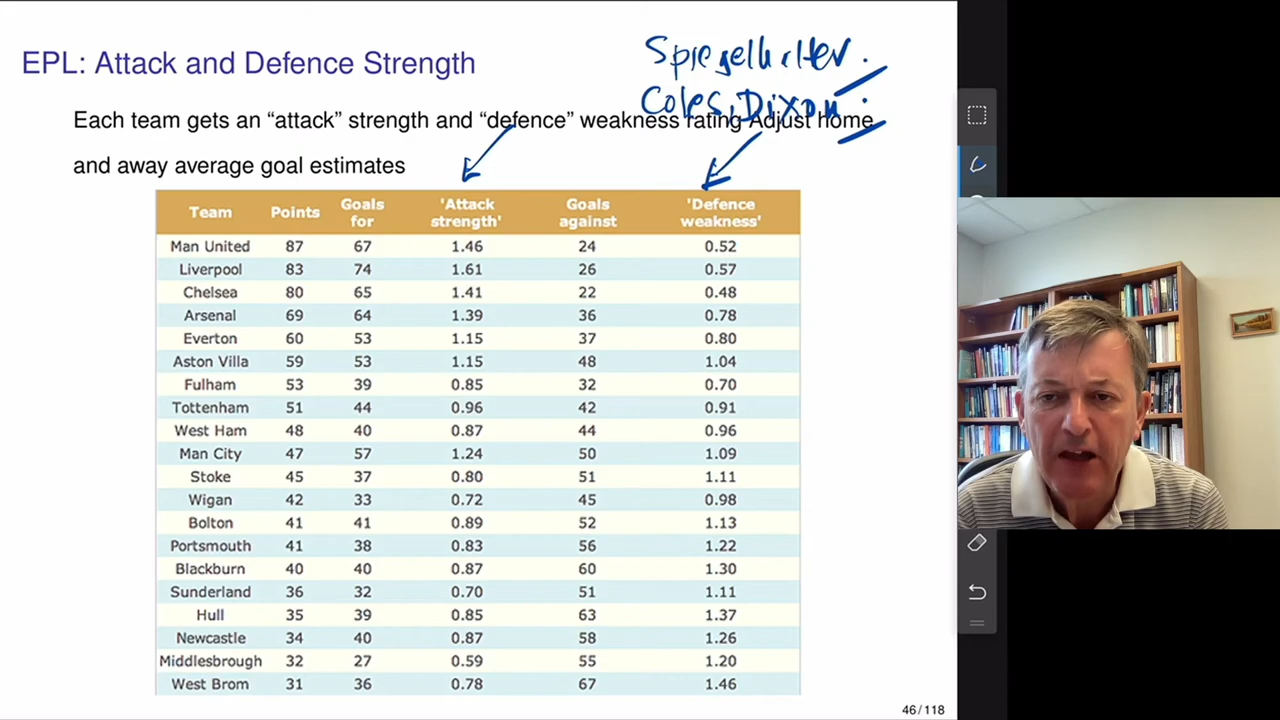 EPL: Attack and Defence Strength
Spiegelhalter.
Coles, Dixon:
Each team gets an “attack” strength and “defence” weakness rating Adjust home
and away average goal estimates
Team Points Goals for 'Attack strength' Goals against 'Defence weakness'
Man United 87 67 1.46 24 0.52
Liverpool 83 74 1.61 26 0.57
Chelsea 80 65 1.41 22 0.48
Arsenal 69 64 1.39 36 0.78
Everton 60 53 1.15 37 0.80
Aston Villa 59 53 1.15 48 1.04
Fulham 53 39 0.85 32 0.70
Tottenham 51 44 0.96 42 0.91
West Ham 48 40 0.87 44 0.96
Man City 47 57 1.24 50 1.09
Stoke 45 37 0.80 51 1.11
Wigan 42 33 0.72 45 0.98
Bolton 41 41 0.89 52 1.13
Portsmouth 41 38 0.83 56 1.22
Blackburn 40 40 0.87 60 1.30
Sunderland 36 32 0.70 51 1.11
Hull 35 39 0.85 63 1.37
Newcastle 34 40 0.87 58 1.26
Middlesbrough 32 27 0.59 55 1.20
West Brom 31 36 0.78 67 1.46
46 / 118